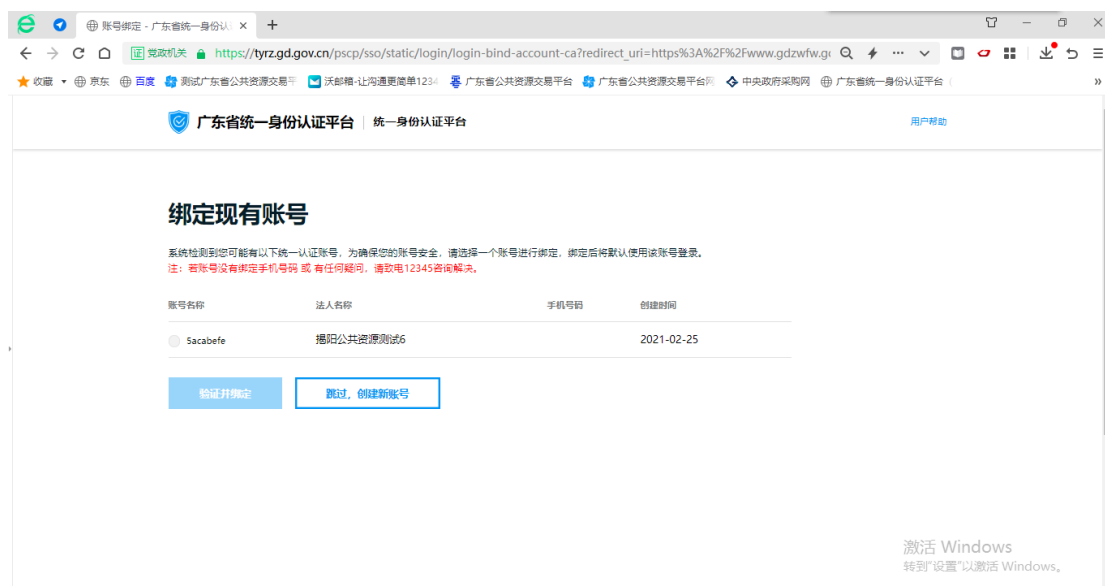 账号绑定 - 广东省统一身份认
证 党政机关 https://tyrz.gd.gov.cn/pscp/sso/static/login/login-bind-account-ca?redirect_uri=https%3A%2F%2Fwww.gdzwfw.g
收藏 京东 百度 测试广东省公共资源交易平 沃邮箱-让沟通更简单1234 广东省公共资源交易平台 广东省公共资源交易平台网 中央政府采购网 广东省统一身份认证平台 »
广东省统一身份认证平台 统一身份认证平台 用户帮助
绑定现有账号
系统检测到您可能有以下统一认证账号，为确保您的账号安全，请选择一个账号进行绑定，绑定后将默认使用该账号登录。
注：若账号没有绑定手机号码 或 有任何疑问，请致电12345咨询解决。
账号名称 法人名称 手机号码 创建时间
5acabefe 揭阳公共资源测试6 2021-02-25
验证并绑定 跳过，创建新账号
激活 Windows
转到"设置"以激活 Windows。